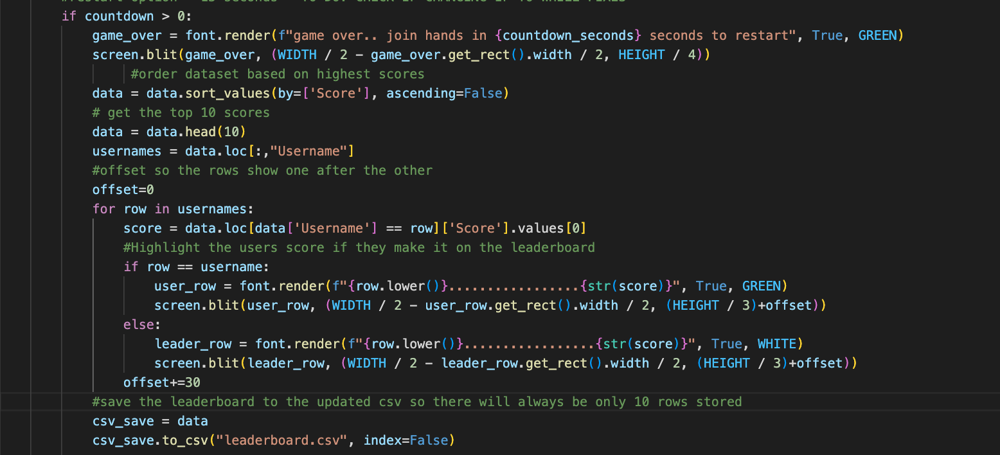 if countdown > 0:
game_over = font.render(f"game over.. join hands in {countdown_seconds} seconds to restart", True, GREEN)
screen.blit(game_over, (WIDTH / 2 - game_over.get_rect().width / 2, HEIGHT / 4))
#order dataset based on highest scores
data = data.sort_values(by=['Score'], ascending=False)
# get the top 10 scores
data = data.head(10)
usernames = data.loc[:,"Username"]
#offset so the rows show one after the other
offset=0
for row in usernames:
score = data.loc[data['Username'] == row]['Score'].values[0]
#Highlight the users score if they make it on the leaderboard
if row == username:
user_row = font.render(f"{row.lower()}.................{str(score)}", True, GREEN)
screen.blit(user_row, (WIDTH / 2 - user_row.get_rect().width / 2, (HEIGHT / 3)+offset))
else:
leader_row = font.render(f"{row.lower()}.................{str(score)}", True, WHITE)
screen.blit(leader_row, (WIDTH / 2 - leader_row.get_rect().width / 2, (HEIGHT / 3)+offset))
offset+=30
#save the leaderboard to the updated csv so there will always be only 10 rows stored
csv_save = data
csv_save.to_csv("leaderboard.csv", index=False)